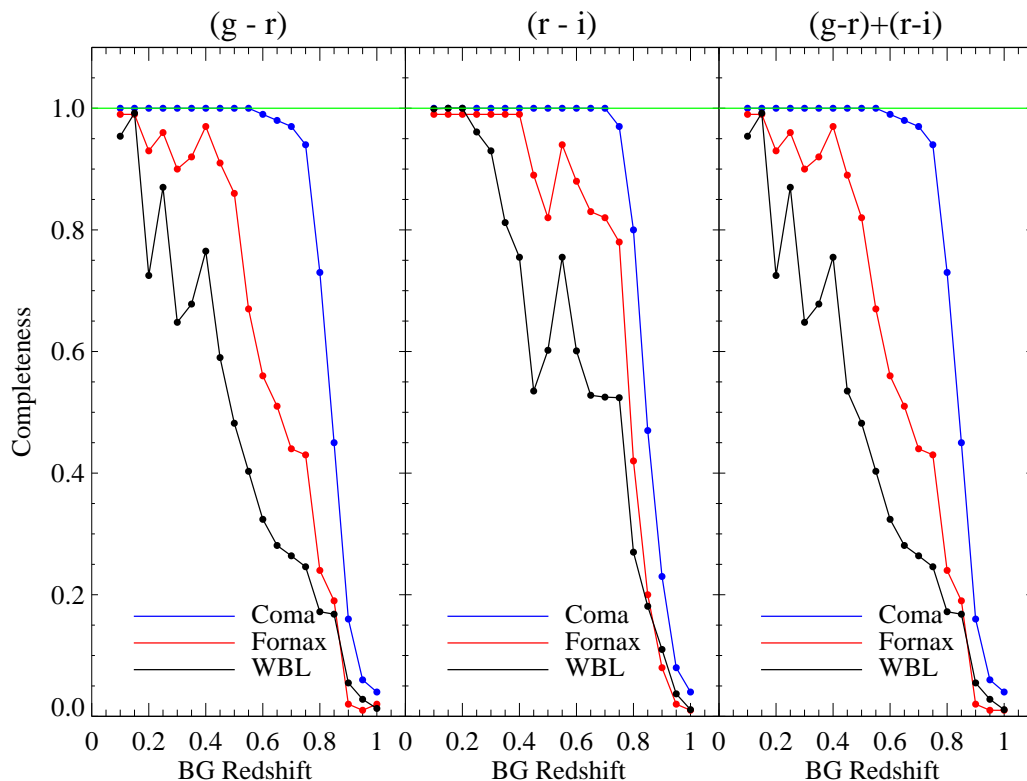 (g - r)
(r - i)
(g-r)+(r-i)
Completeness
1.0
0.8
0.6
0.4
0.2
0.0
Coma
Fornax
WBL
Coma
Fornax
WBL
Coma
Fornax
WBL
0 0.2 0.4 0.6 0.8 1
0 0.2 0.4 0.6 0.8 1
0 0.2 0.4 0.6 0.8 1
BG Redshift
BG Redshift
BG Redshift